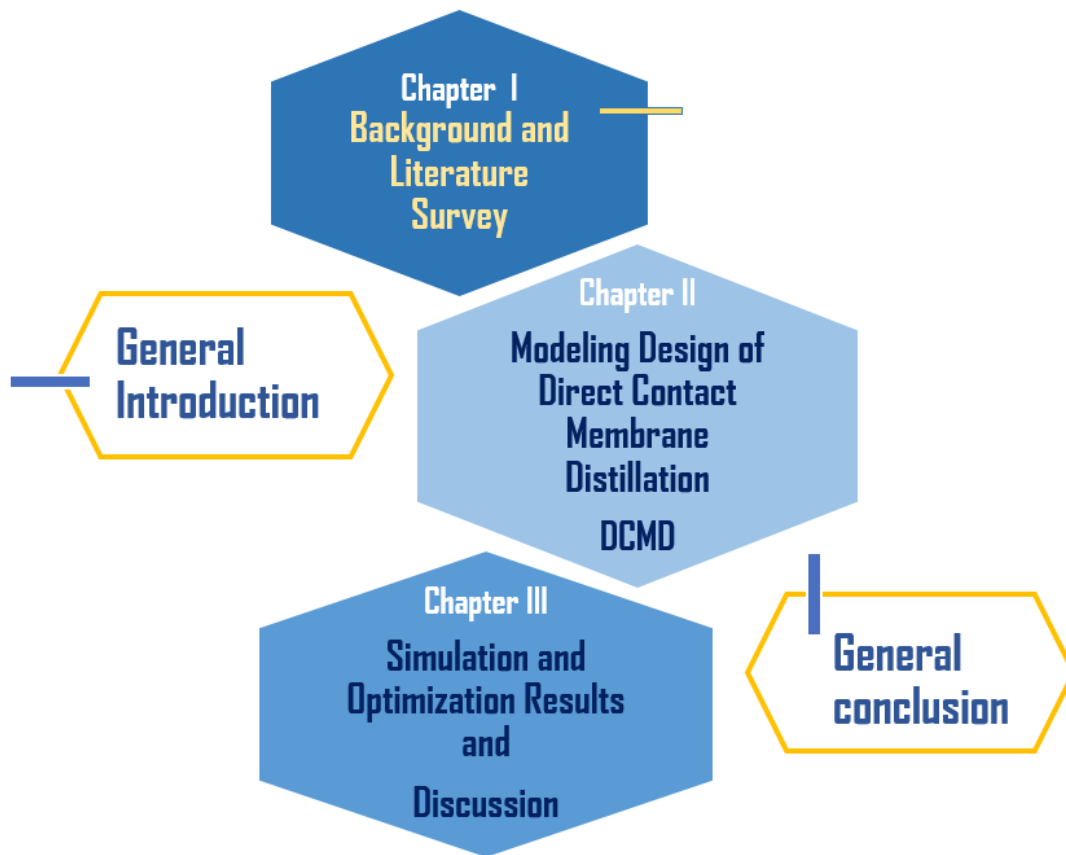 Chapter I
Background and
Literature
Survey
General
Introduction
Chapter II
Modeling Design of
Direct Contact
Membrane
Distillation
DCMD
Chapter III
Simulation and
Optimization Results
and
Discussion
General
conclusion